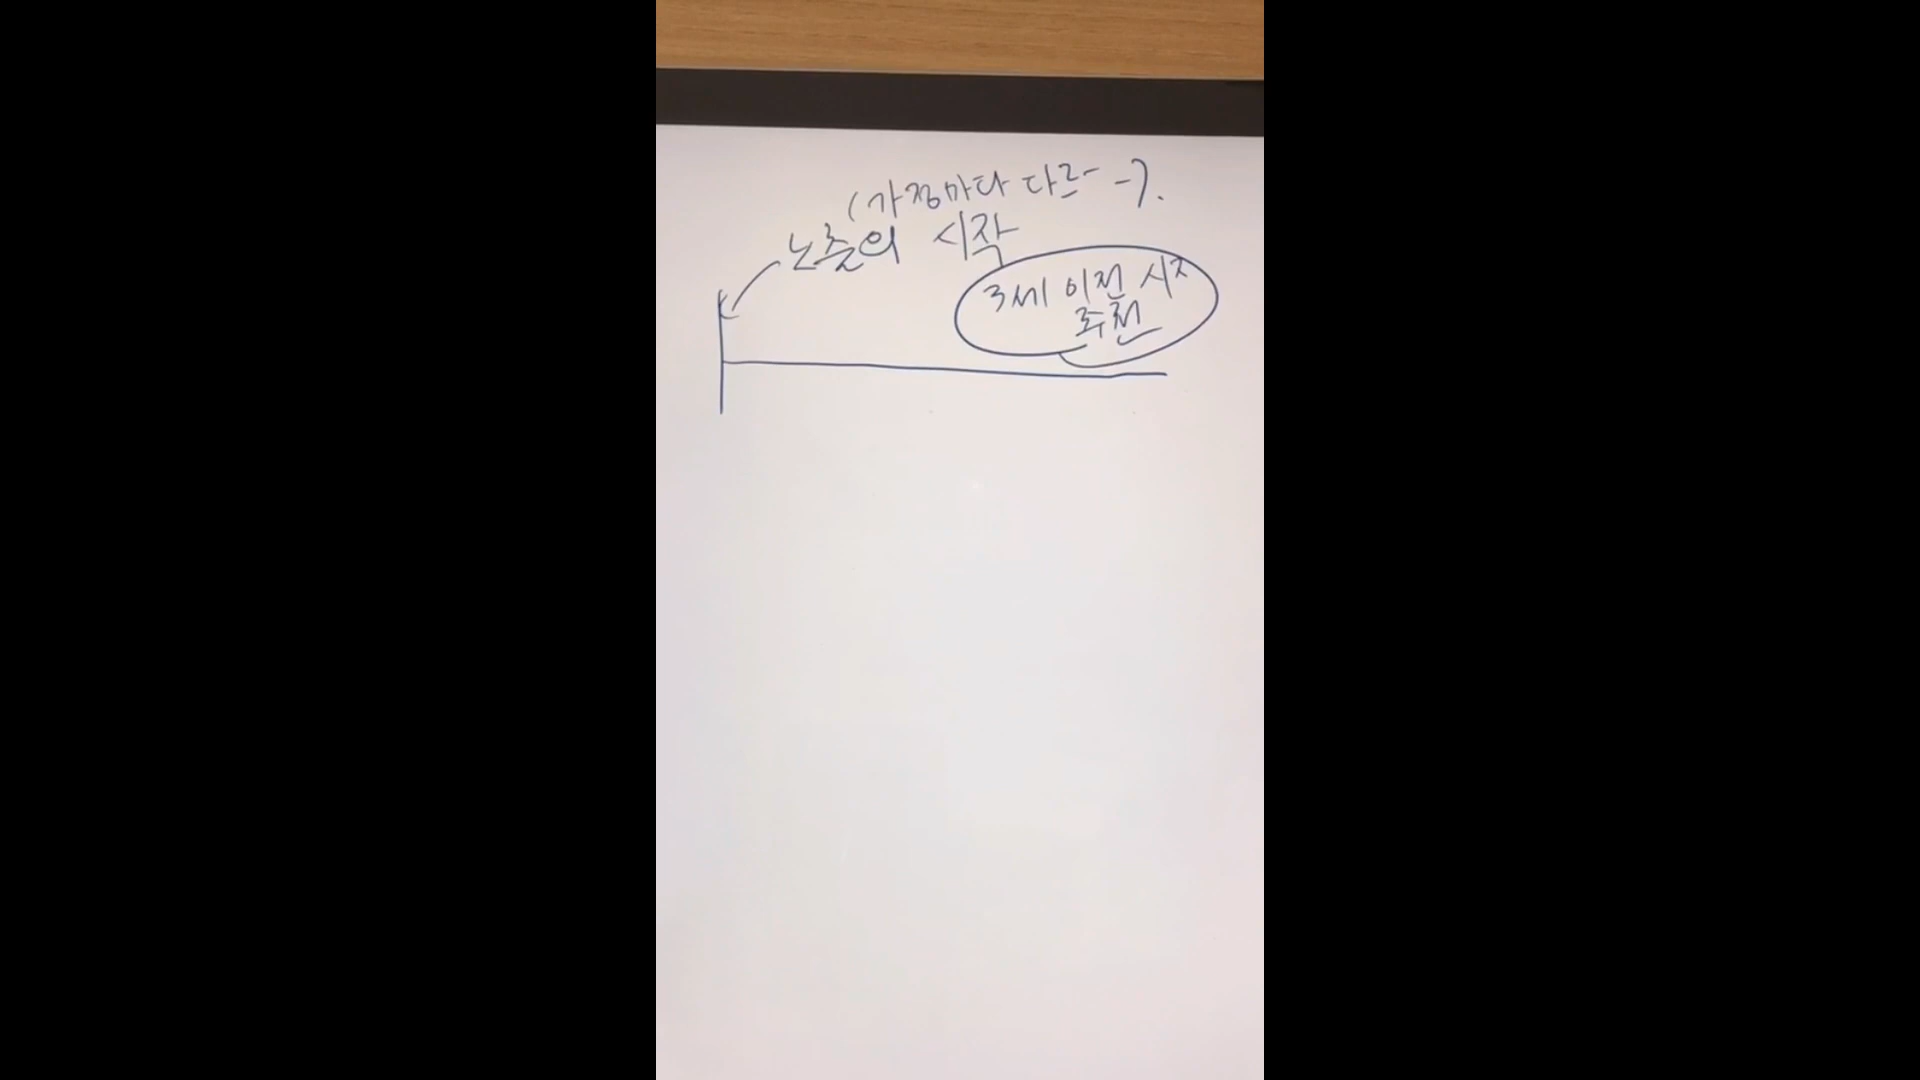 (가정마다 다르 -).
노출의 시작
3세 이전 시작
추천